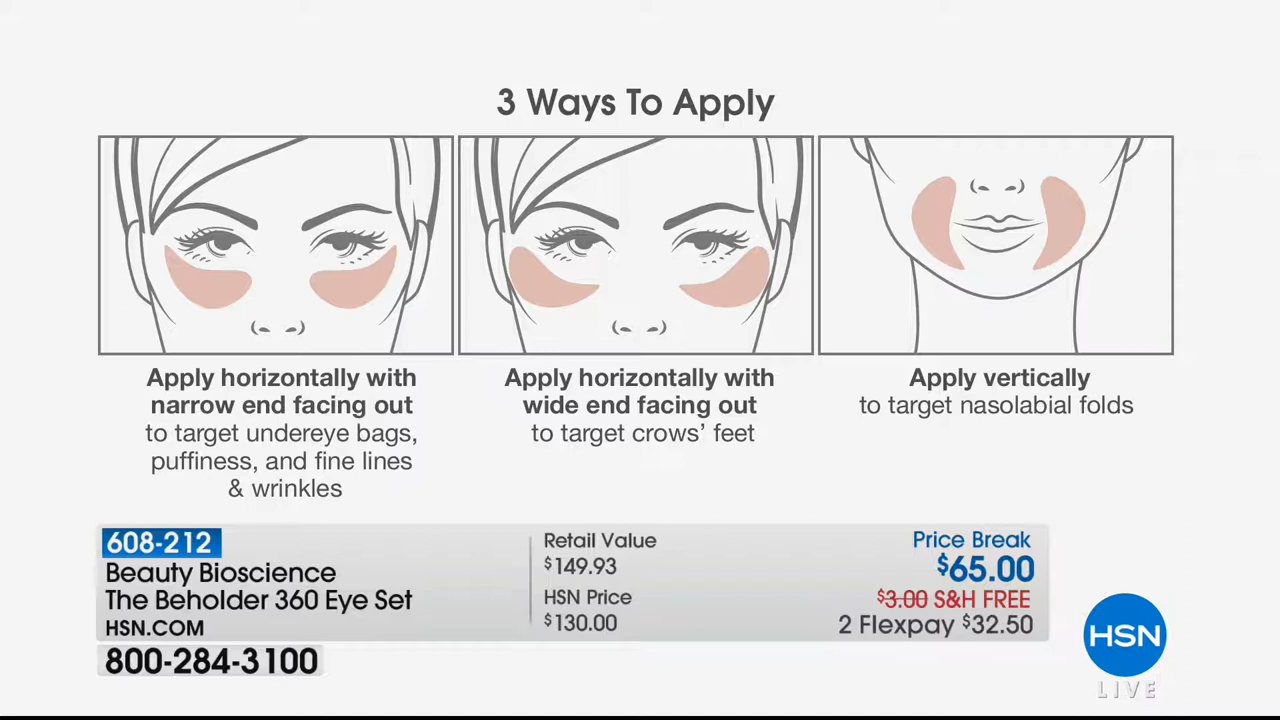 3 Ways To Apply
Apply horizontally with
narrow end facing out
to target undereye bags,
puffiness, and fine lines
& wrinkles
Apply horizontally with
wide end facing out
to target crows’ feet
Apply vertically
to target nasolabial folds
608-212
Beauty Bioscience
The Beholder 360 Eye Set
HSN.COM
800-284-3100
Retail Value
$149.93
HSN Price
$130.00
Price Break
$65.00
$3.00 S&H FREE
2 Flexpay $32.50
HSN
LIVE